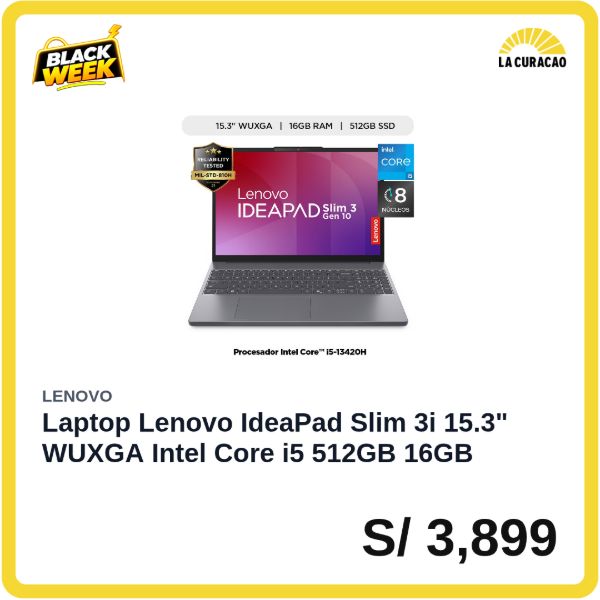 BLACK
WEEK
LA CURACAO
15.3" WUXGA | 16GB RAM | 512GB SSD
RELIABILITY
TESTED
MIL-STD-810H
intel
CORE
i5
8
NÚCLEOS
Lenovo
IDEAPAD Slim 3
Gen 10
Lenovo
Procesador Intel Core™ i5-13420H
LENOVO
Laptop Lenovo IdeaPad Slim 3i 15.3"
WUXGA Intel Core i5 512GB 16GB
S/ 3,899